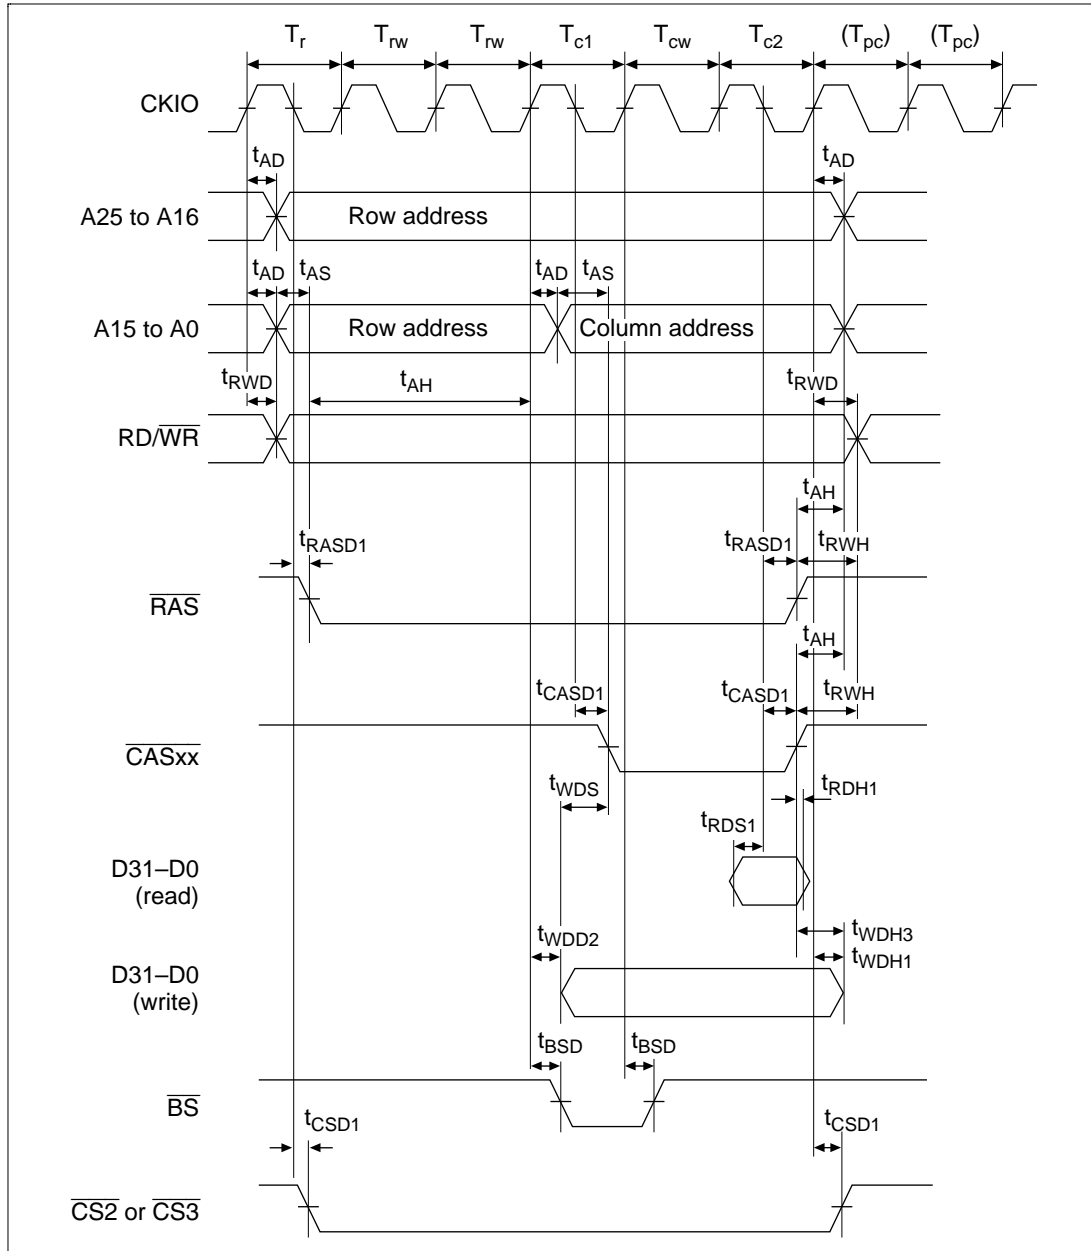 Tr Trw Trw Tc1 Tcw Tc2 (Tpc) (Tpc)
CKIO
tAD tAD
A25 to A16 Row address
tAD tAS tAD tAS
A15 to A0 Row address Column address
tRWD tAH tRWD
RD/WR
tAH
tRASD1 tRASD1 tRWH
RAS
tAH
tCASD1 tCASD1 tRWH
CASxx
tWDS tRDH1
tRDS1
D31–D0
(read)
tWDH3
tWDD2 tWDH1
D31–D0
(write)
tBSD tBSD
BS
tCSD1 tCSD1
CS2 or CS3